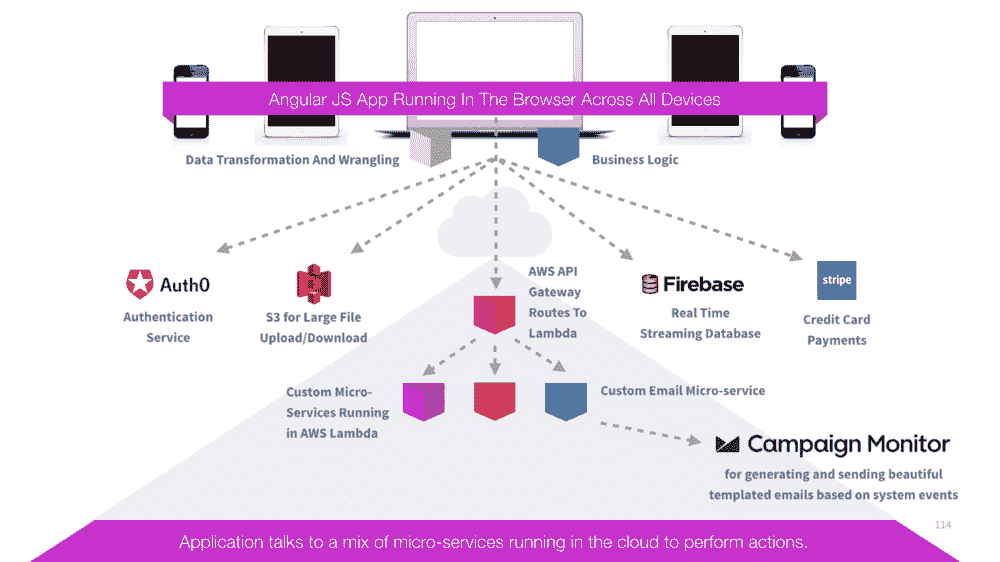 Angular JS App Running In The Browser Across All Devices
Data Transformation And Wrangling
Business Logic
Auth0
Authentication
Service
S3 for Large File
Upload/Download
AWS API
Gateway
Routes To
Lambda
Firebase
Real Time
Streaming Database
stripe
Credit Card
Payments
Custom Micro-
Services Running
in AWS Lambda
Custom Email Micro-service
Campaign Monitor
for generating and sending beautiful
templated emails based on system events
114
Application talks to a mix of micro-services running in the cloud to perform actions.